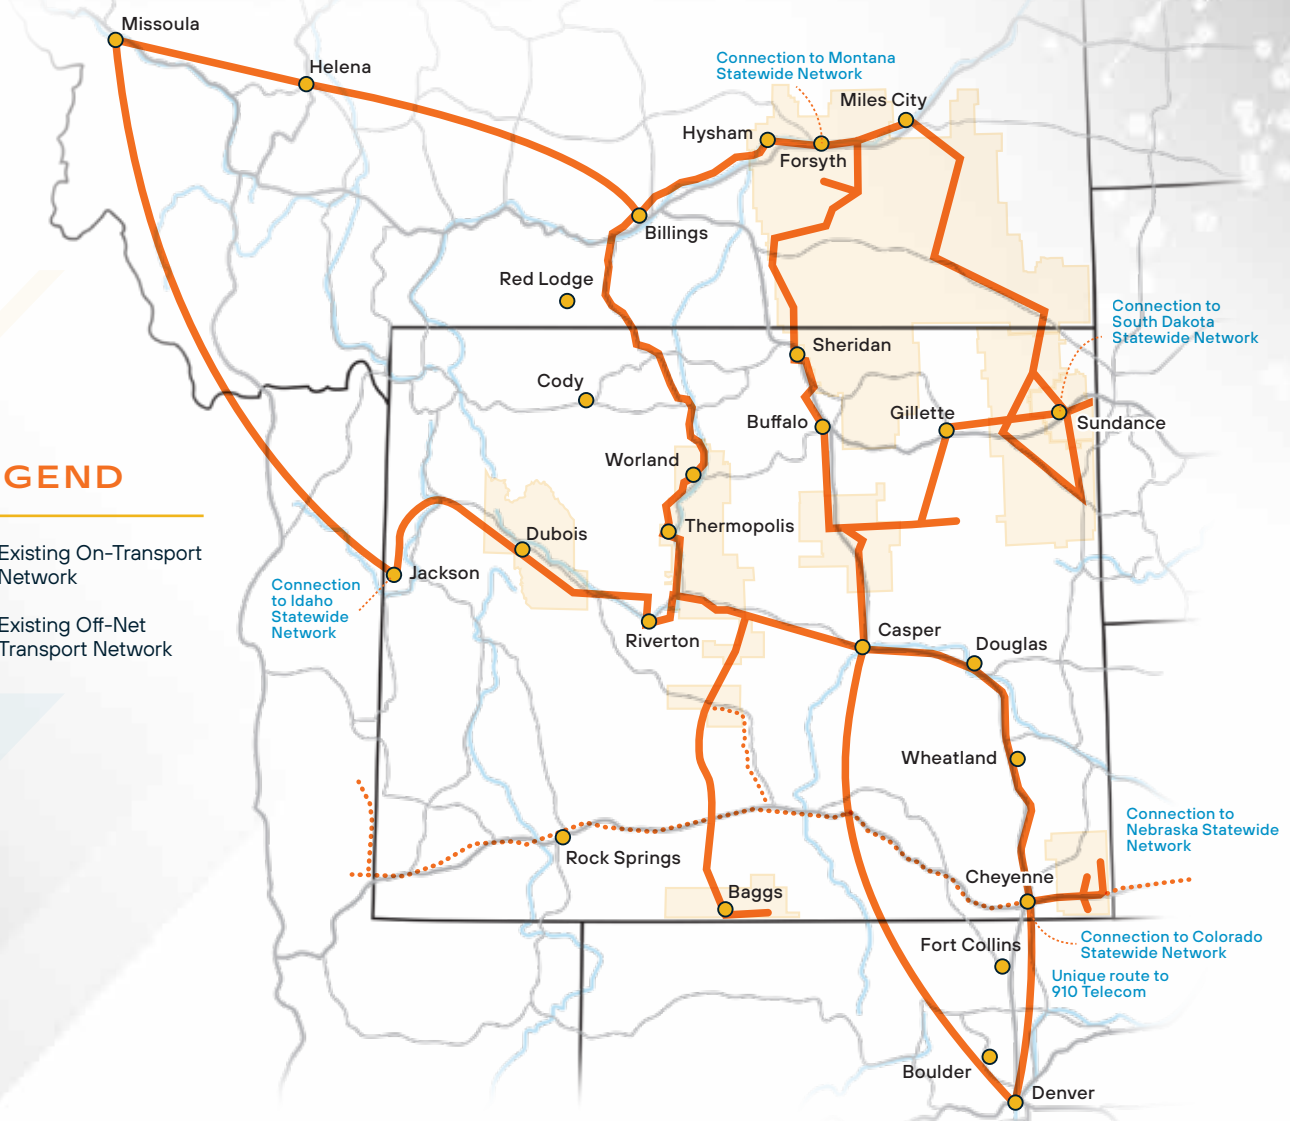 Missoula
Helena
Connection to Montana
Statewide Network
Miles City
Hysham
Forsyth
Billings
Red Lodge
Connection to
South Dakota
Statewide Network
Sheridan
Cody
Buffalo
Gillette
Sundance
Worland
GEND
Thermopolis
Dubois
Existing On-Transport
Network
Jackson
Connection
to Idaho
Statewide
Network
Existing Off-Net
Transport Network
Riverton
Casper
Douglas
Wheatland
Connection to
Nebraska Statewide
Network
Rock Springs
Cheyenne
Baggs
Fort Collins
Connection to Colorado
Statewide Network
Unique route to
910 Telecom
Boulder
Denver